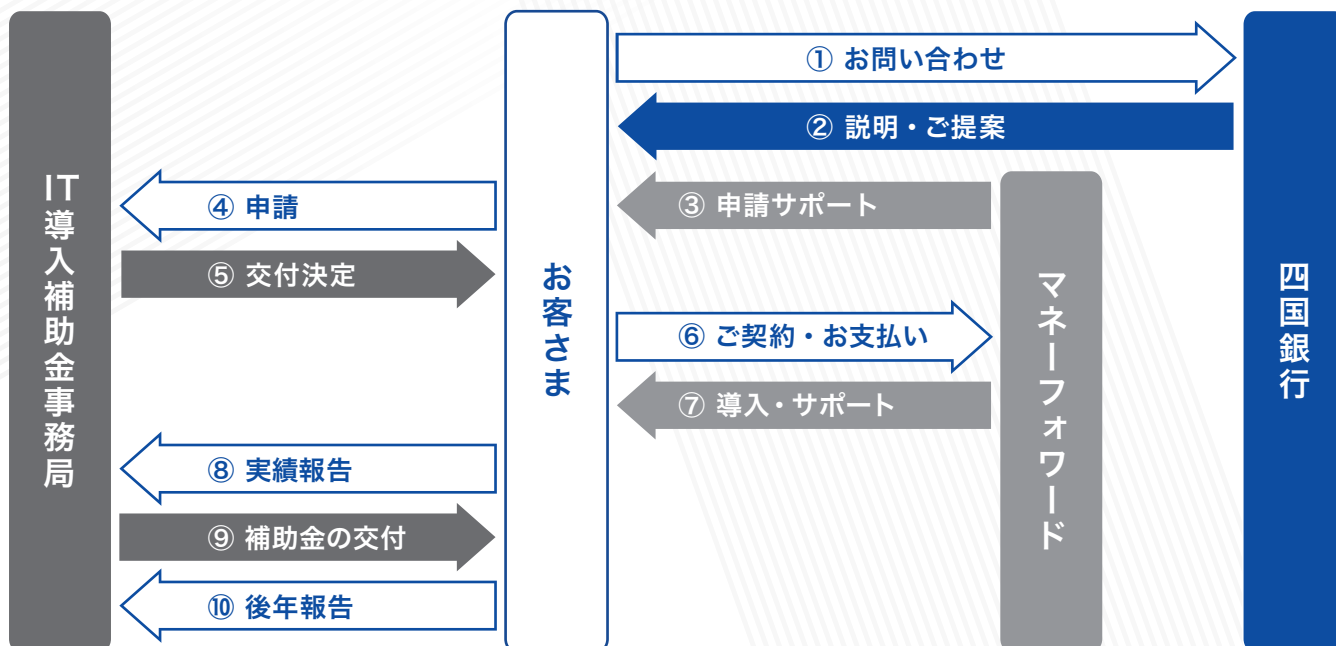 IT導入補助金事務局
お客さま
マネーフォワード
四国銀行
① お問い合わせ
② 説明・ご提案
③ 申請サポート
④ 申請
⑤ 交付決定
⑥ ご契約・お支払い
⑦ 導入・サポート
⑧ 実績報告
⑨ 補助金の交付
⑩ 後年報告